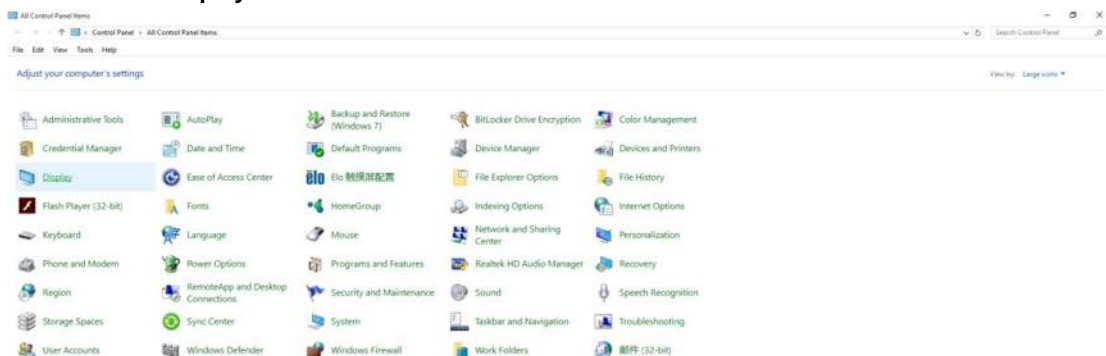 All Control Panel Items
Control Panel > All Control Panel Items
Search Control Panel
File Edit View Tools Help
Adjust your computer's settings
View by: Large icons
Administrative Tools
AutoPlay
Backup and Restore
(Windows 7)
BitLocker Drive Encryption
Color Management
Credential Manager
Date and Time
Default Programs
Device Manager
Devices and Printers
Display
Ease of Access Center
elo
Elo 触摸屏配置
File Explorer Options
File History
Flash Player (32-bit)
Fonts
HomeGroup
Indexing Options
Internet Options
Keyboard
Language
Mouse
Network and Sharing
Center
Personalization
Phone and Modem
Power Options
Programs and Features
Realtek HD Audio Manager
Recovery
Region
RemoteApp and Desktop
Connections
Security and Maintenance
Sound
Speech Recognition
Storage Spaces
Sync Center
System
Taskbar and Navigation
Troubleshooting
User Accounts
Windows Defender
Windows Firewall
Work Folders
邮件 (32-bit)